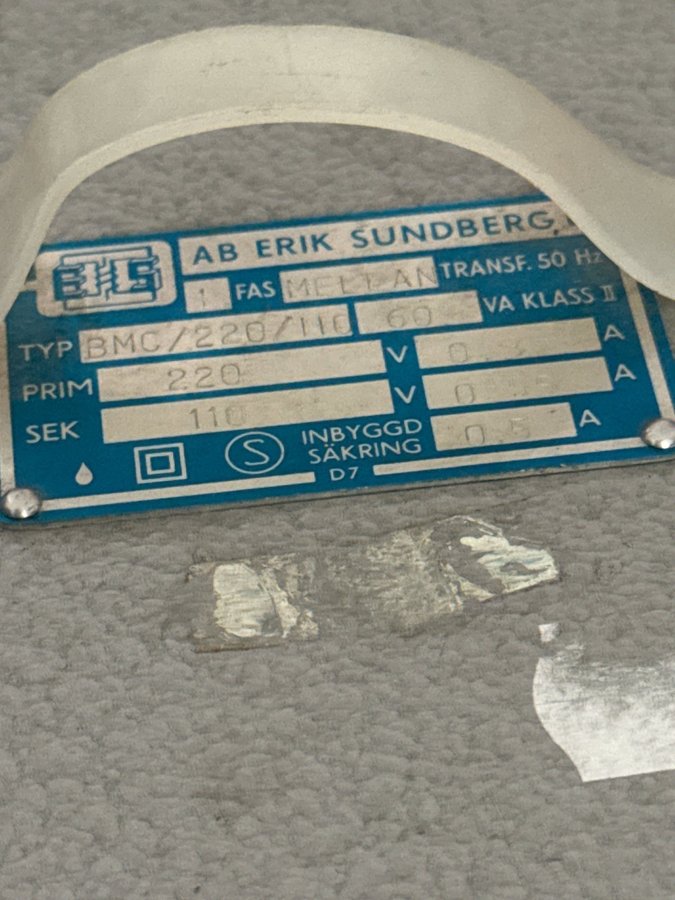 AB ERIK SUNDBERG
1 FAS MELLAN TRANSF. 50 Hz
TYP BMC/220/110 60 VA KLASS II
PRIM 220 V A
SEK 110 V A
S INBYGGD SÄKRING 0.5 A
D7